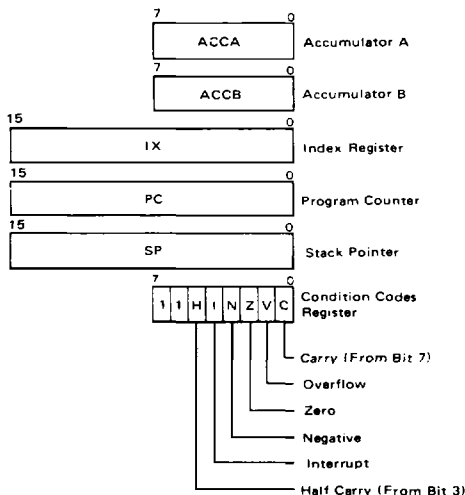 7 0
ACCA Accumulator A
7 0
ACCB Accumulator B
15 0
IX Index Register
15 0
PC Program Counter
15 0
SP Stack Pointer
7 0
1 1 H I N Z V C Condition Codes
Register
Carry (From Bit 7)
Overflow
Zero
Negative
Interrupt
Half Carry (From Bit 3)